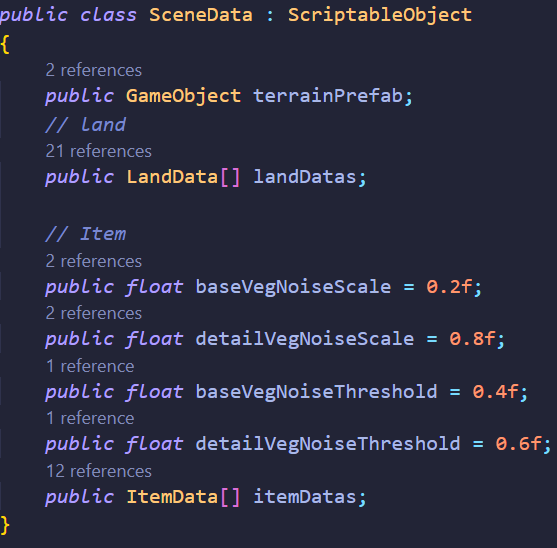 public class SceneData : ScriptableObject
{
2 references
public GameObject terrainPrefab;
// land
21 references
public LandData[] landDatas;
// Item
2 references
public float baseVegNoiseScale = 0.2f;
2 references
public float detailVegNoiseScale = 0.8f;
1 reference
public float baseVegNoiseThreshold = 0.4f;
1 reference
public float detailVegNoiseThreshold = 0.6f;
12 references
public ItemData[] itemDatas;
}